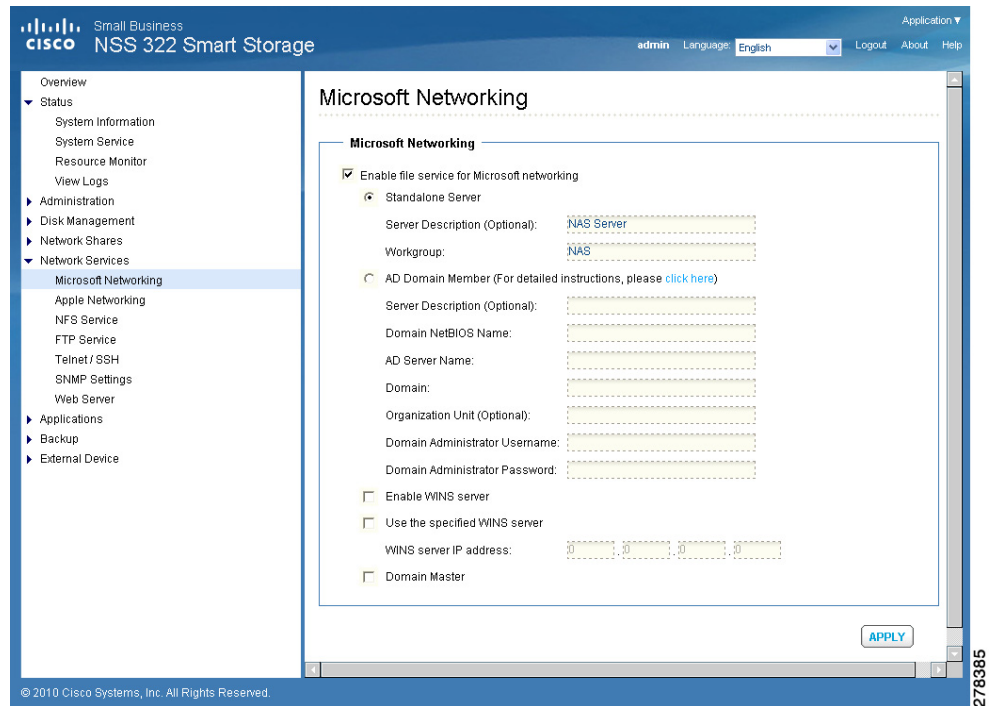 Small Business
CISCO NSS 322 Smart Storage
Application ▼
admin Language: English Logout About Help
Overview
Status
System Information
System Service
Resource Monitor
View Logs
Administration
Disk Management
Network Shares
Network Services
Microsoft Networking
Apple Networking
NFS Service
FTP Service
Telnet / SSH
SNMP Settings
Web Server
Applications
Backup
External Device
Microsoft Networking
Microsoft Networking
Enable file service for Microsoft networking
Standalone Server
Server Description (Optional): NAS Server
Workgroup: NAS
AD Domain Member (For detailed instructions, please click here)
Server Description (Optional):
Domain NetBIOS Name:
AD Server Name:
Domain:
Organization Unit (Optional):
Domain Administrator Username:
Domain Administrator Password:
Enable WINS server
Use the specified WINS server
WINS server IP address: 0 . 0 . 0 . 0
Domain Master
APPLY
© 2010 Cisco Systems, Inc. All Rights Reserved.
278385